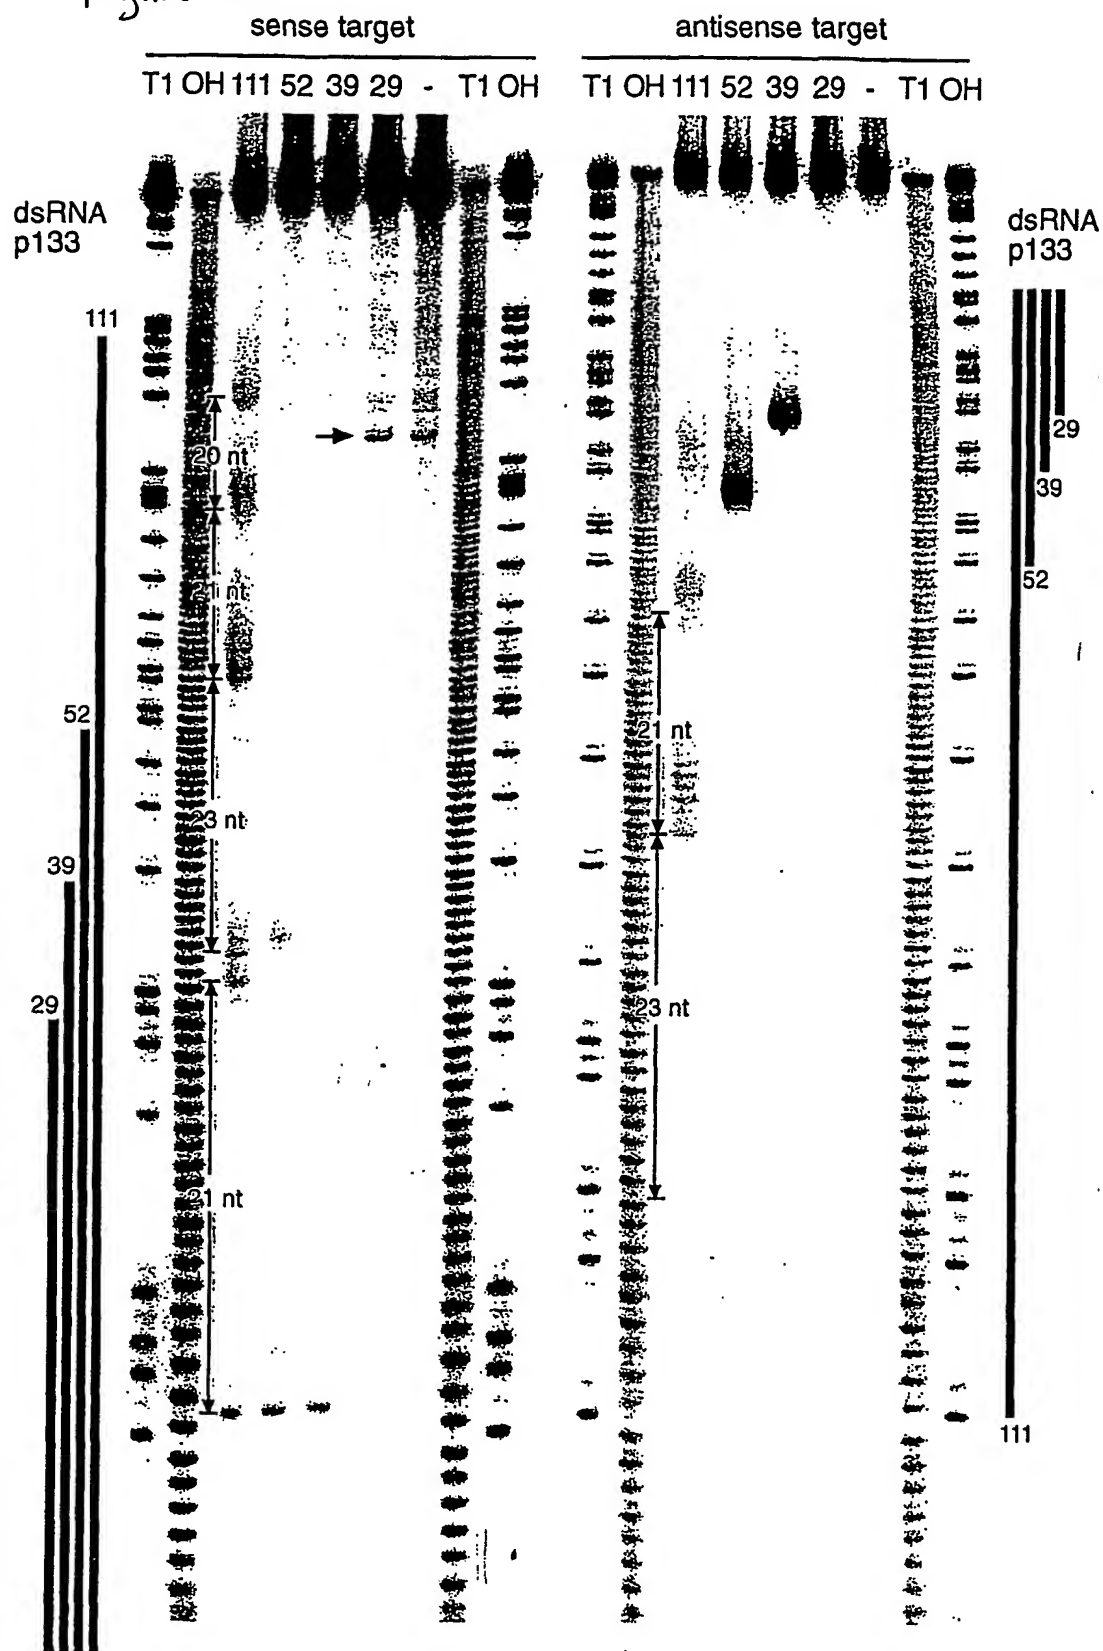 sense target
antisense target
T1 OH 111 52 39 29 - T1 OH
T1 OH 111 52 39 29 - T1 OH
dsRNA
p133
dsRNA
p133
111
52
39
29
20 nt
nt
23 nt
21 nt
21 nt
23 nt
29
39
52
111